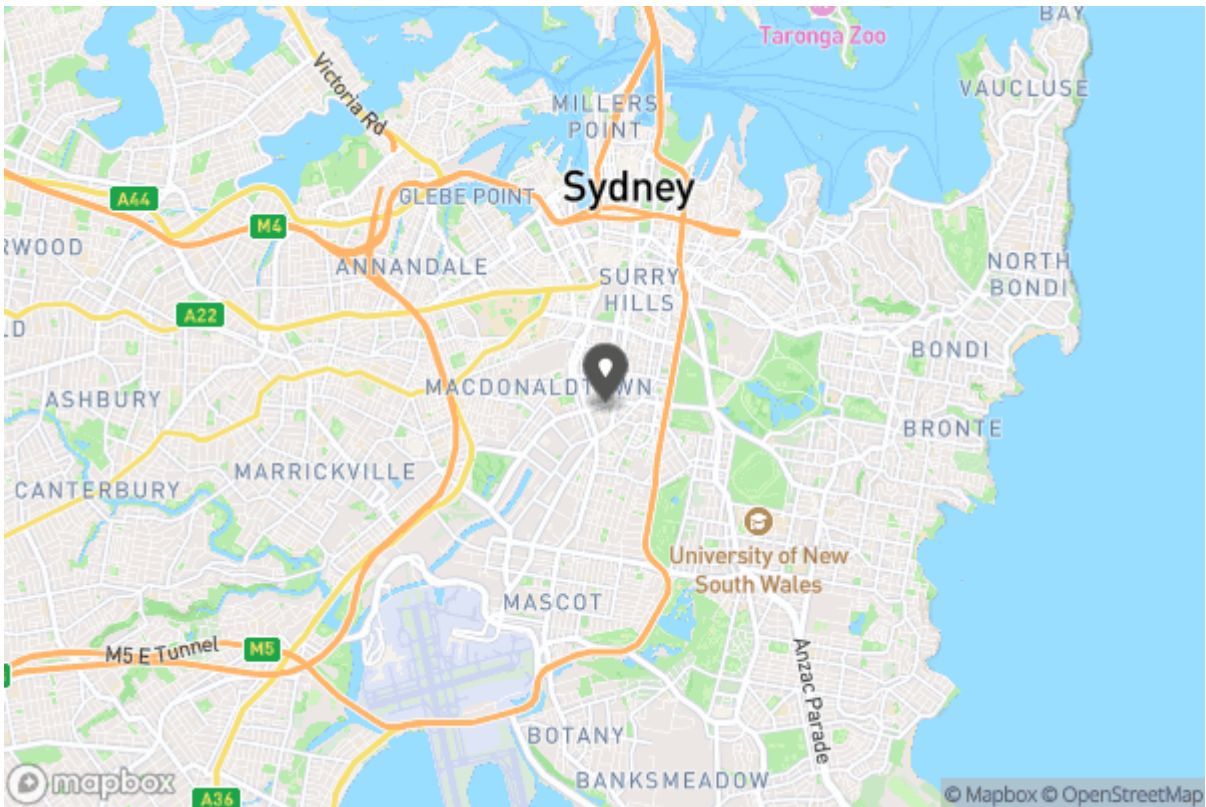 BAY
Taronga Zoo
VAUCLUSE
Victoria Rd
MILLERS
POINT
Sydney
A44
GLEBE POINT
M4
RWOOD
ANNANDALE
SURRY
HILLS
NORTH
BONDI
A22
LD
BONDI
MACDONALDTOWN
ASHBURY
BRONTE
MARRICKVILLE
CANTERBURY
University of New
South Wales
MASCOT
M5 E Tunnel
M5
Anzac Parade
BOTANY
BANKSMEADOW
mapbox
A36
© Mapbox © OpenStreetMap